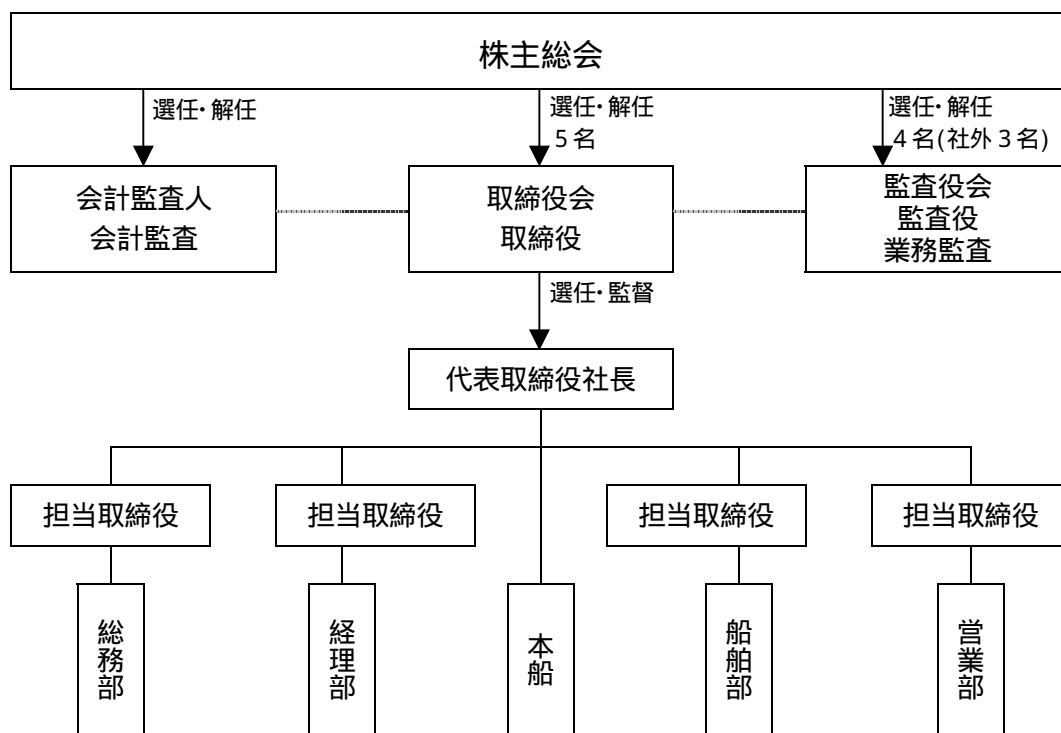 株主総会
選任・解任
選任・解任
5名
選任・解任
4名(社外3名)
会計監査人
会計監査
取締役会
取締役
監査役会
監査役
業務監査
選任・監督
代表取締役社長
担当取締役
担当取締役
担当取締役
担当取締役
総務部
経理部
本船
船舶部
営業部